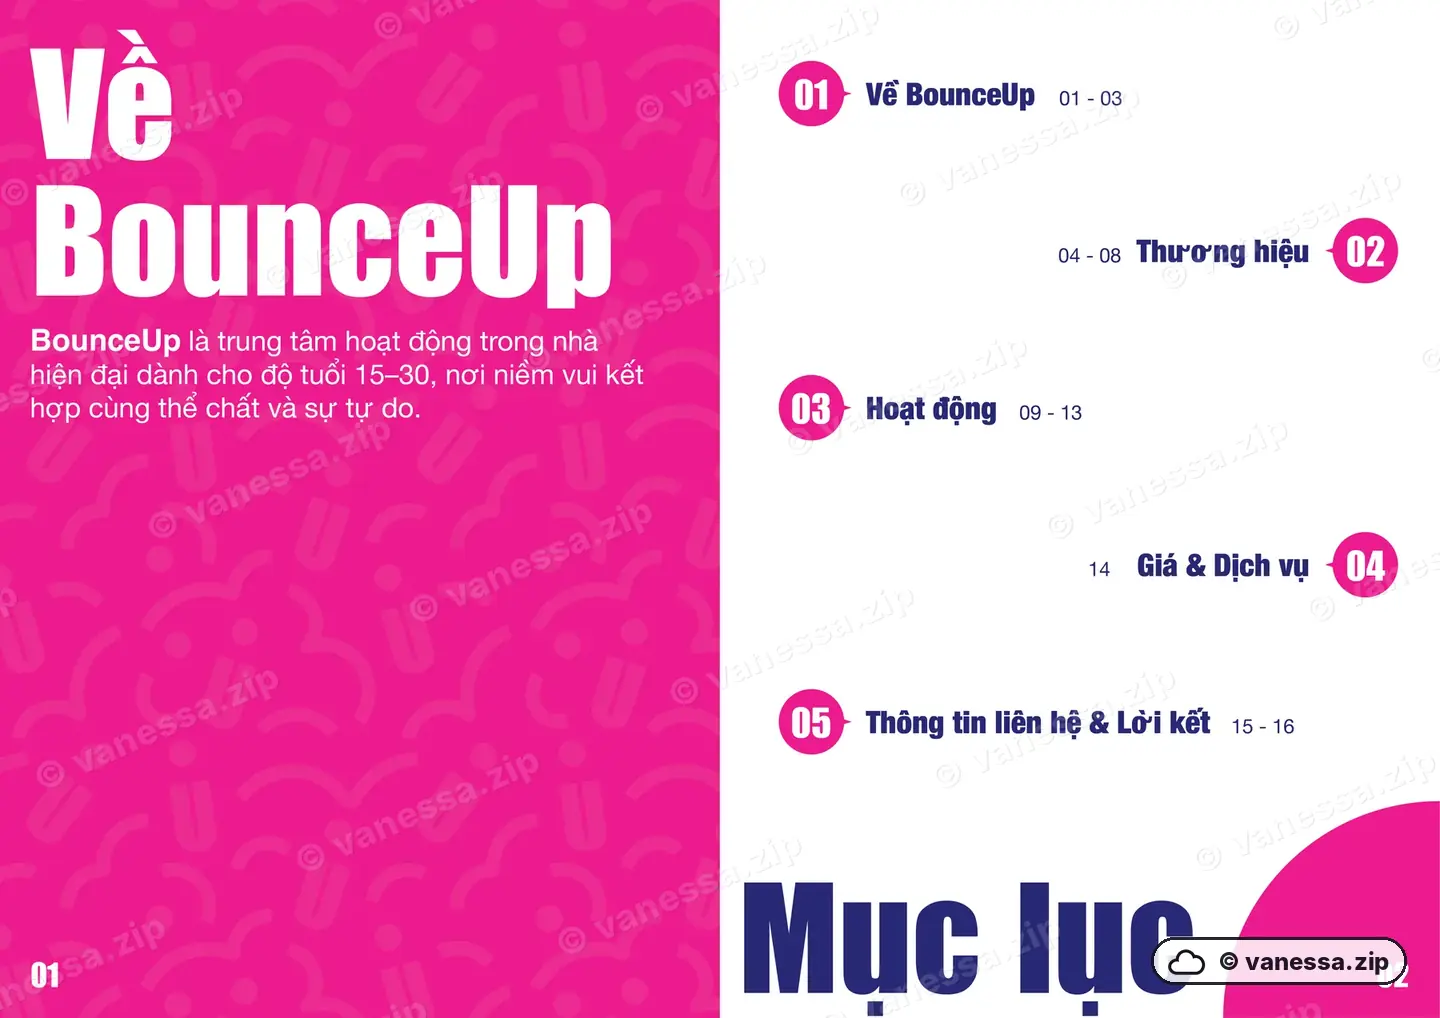 Về
BounceUp
BounceUp là trung tâm hoạt động trong nhà
hiện đại dành cho độ tuổi 15–30, nơi niềm vui kết
hợp cùng thể chất và sự tự do.
01
01 Về BounceUp 01 - 03
04 - 08 Thương hiệu 02
03 Hoạt động 09 - 13
14 Giá & Dịch vụ 04
05 Thông tin liên hệ & Lời kết 15 - 16
Mục lục
© vanessa.zip